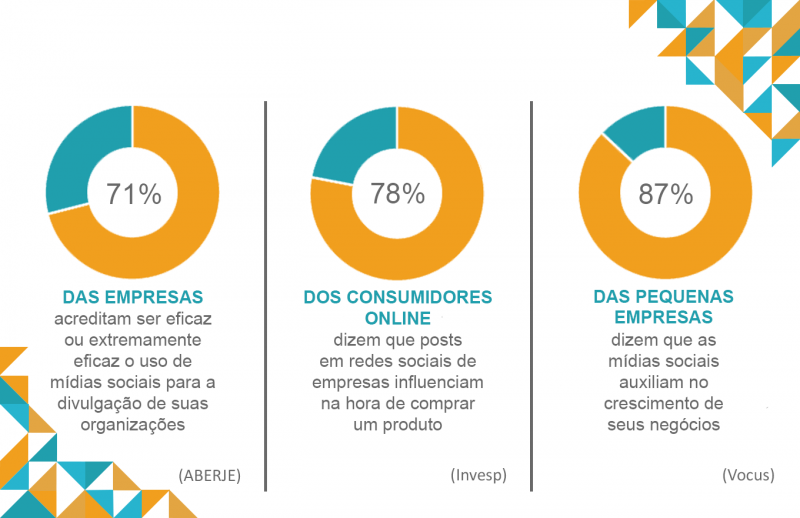 71%
DAS EMPRESAS
acreditam ser eficaz
ou extremamente
eficaz o uso de
mídias sociais para a
divulgação de suas
organizações
(ABERJE)
78%
DOS CONSUMIDORES
ONLINE
dizem que posts
em redes sociais de
empresas influenciam
na hora de comprar
um produto
(Invesp)
87%
DAS PEQUENAS
EMPRESAS
dizem que as
mídias sociais
auxiliam no
crescimento de
seus negócios
(Vocus)